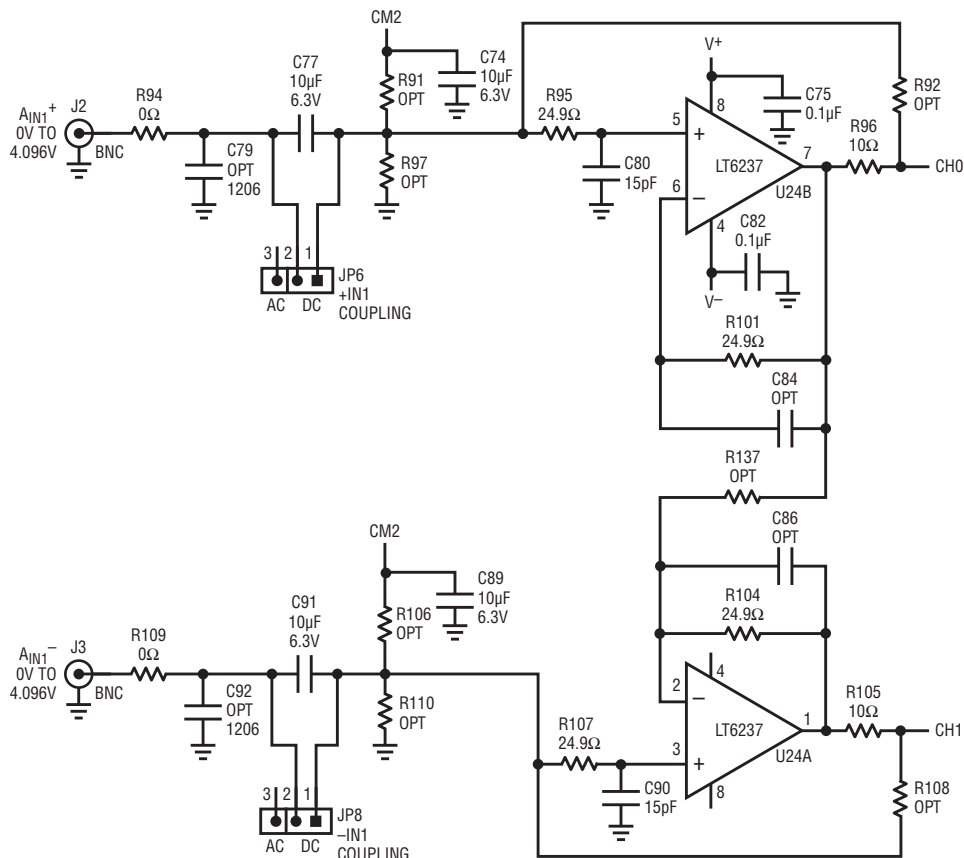 CM2
C77
10µF
6.3V
R91
OPT
C74
10µF
6.3V
AIN1+
0V TO
4.096V
J2
BNC
R94
0Ω
C79
OPT
1206
R97
OPT
3 2 1
AC DC
JP6
+IN1
COUPLING
R95
24.9Ω
C80
15pF
V+
8
C75
0.1µF
5
+
6
–
LT6237
7
U24B
4
C82
0.1µF
V–
R92
OPT
R96
10Ω
CH0
R101
24.9Ω
C84
OPT
R137
OPT
C86
OPT
R104
24.9Ω
CM2
C91
10µF
6.3V
R106
OPT
C89
10µF
6.3V
AIN1–
0V TO
4.096V
J3
BNC
R109
0Ω
C92
OPT
1206
R110
OPT
3 2 1
AC DC
JP8
–IN1
COUPLING
R107
24.9Ω
C90
15pF
4
2
–
3
+
LT6237
1
U24A
8
R105
10Ω
CH1
R108
OPT